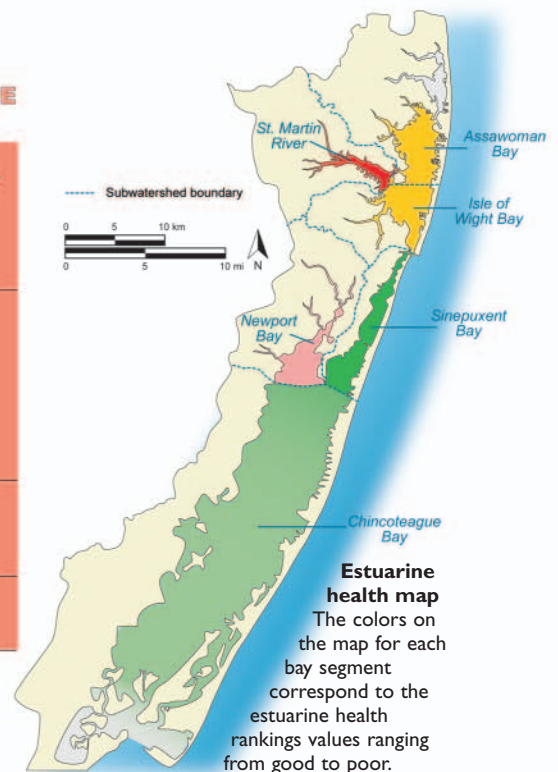 E
St. Martin
River
Assawoman
Bay
Subwatershed boundary
Isle of
Wight Bay
0 5 10 km
0 5 10 mi
N
Newport
Bay
Sinepuxent
Bay
Chincoteague
Bay
Estuarine
health map
The colors on
the map for each
bay segment
correspond to the
estuarine health
rankings values ranging
from good to poor.